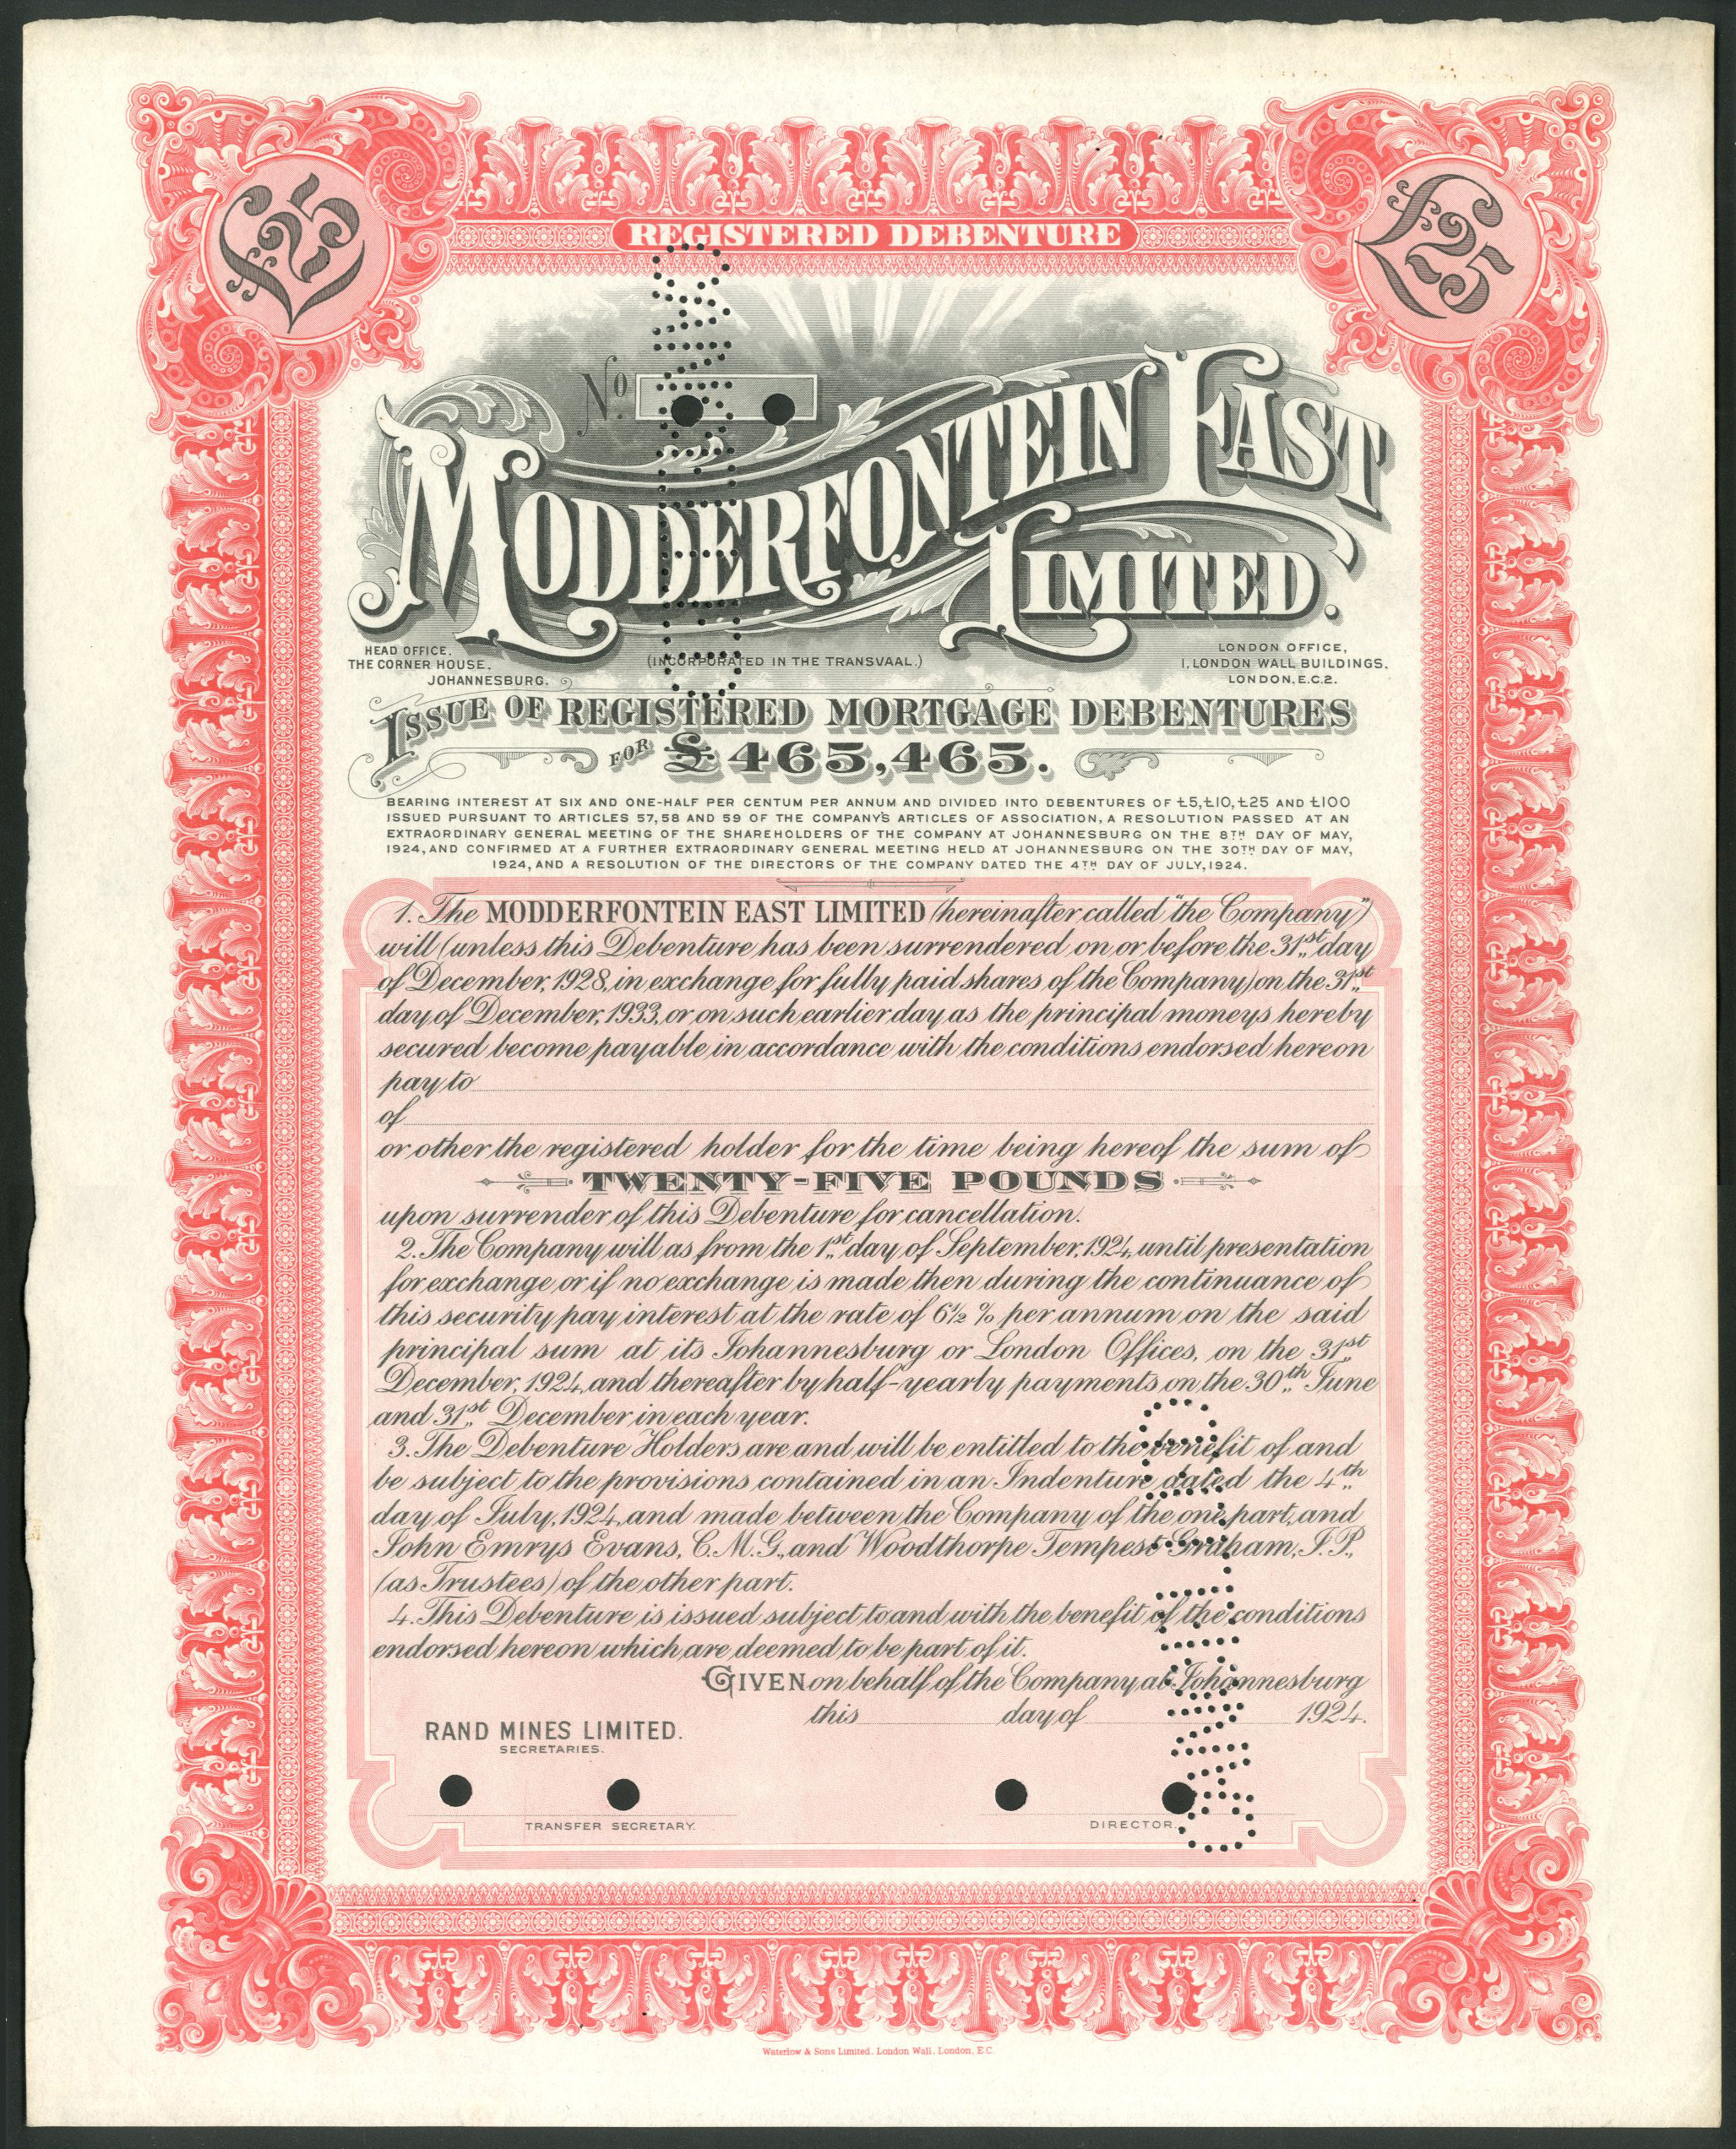 £25
£25
REGISTERED DEBENTURE
No.
MODDERFONTEIN EAST
LIMITED.
HEAD OFFICE.
THE CORNER HOUSE.
JOHANNESBURG.
(INCORPORATED IN THE TRANSVAAL.)
LONDON OFFICE,
1, LONDON WALL BUILDINGS.
LONDON. E.C.2.
ISSUE OF REGISTERED MORTGAGE DEBENTURES
FOR £465,465.
BEARING INTEREST AT SIX AND ONE-HALF PER CENTUM PER ANNUM AND DIVIDED INTO DEBENTURES OF £5, £10, £25 AND £100
ISSUED PURSUANT TO ARTICLES 57, 58 AND 59 OF THE COMPANY'S ARTICLES OF ASSOCIATION, A RESOLUTION PASSED AT AN
EXTRAORDINARY GENERAL MEETING OF THE SHAREHOLDERS OF THE COMPANY AT JOHANNESBURG ON THE 8TH DAY OF MAY,
1924, AND CONFIRMED AT A FURTHER EXTRAORDINARY GENERAL MEETING HELD AT JOHANNESBURG ON THE 30TH DAY OF MAY,
1924, AND A RESOLUTION OF THE DIRECTORS OF THE COMPANY DATED THE 4TH DAY OF JULY, 1924.
1. The MODDERFONTEIN EAST LIMITED (hereinafter called "the Company")
will (unless this Debenture has been surrendered on or before the 31st day
of December, 1928, in exchange for fully paid shares of the Company) on the 31st
day of December, 1933, or on such earlier day as the principal moneys hereby
secured become payable in accordance with the conditions endorsed hereon
pay to
of
or other the registered holder for the time being hereof the sum of
TWENTY-FIVE POUNDS
upon surrender of this Debenture for cancellation.
2. The Company will as from the 1st day of September, 1924, until presentation
for exchange or if no exchange is made then during the continuance of
this security pay interest at the rate of 6½ % per annum on the said
principal sum at its Johannesburg or London Offices, on the 31st
December, 1924, and thereafter by half-yearly payments on the 30th June
and 31st December in each year.
3. The Debenture Holders are and will be entitled to the benefit of and
be subject to the provisions contained in an Indenture dated the 4th
day of July, 1924, and made between the Company of the one part, and
John Emrys Evans, C.M.G., and Woodthorpe Tempest Graham, J.P.,
(as Trustees) of the other part.
4. This Debenture is issued subject to and with the benefit of the conditions
endorsed hereon which are deemed to be part of it.
GIVEN on behalf of the Company at Johannesburg
this day of 1924.
RAND MINES LIMITED.
SECRETARIES.
TRANSFER SECRETARY.
DIRECTOR.
Waterlow & Sons Limited. London Wall, London, E.C.